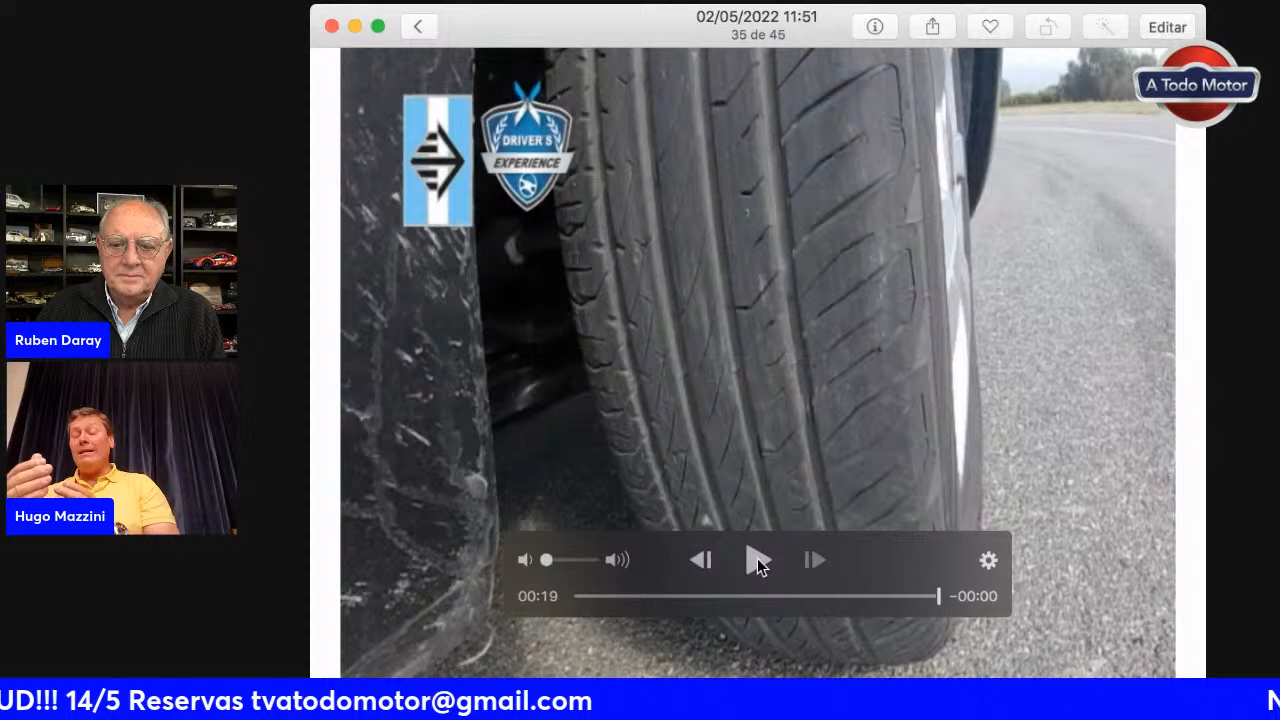 02/05/2022 11:51
35 de 45
Editar
A Todo Motor
DRIVER'S
EXPERIENCE
Ruben Daray
Hugo Mazzini
00:19
-00:00
UD!!! 14/5 Reservas tvatodomotor@gmail.com
N